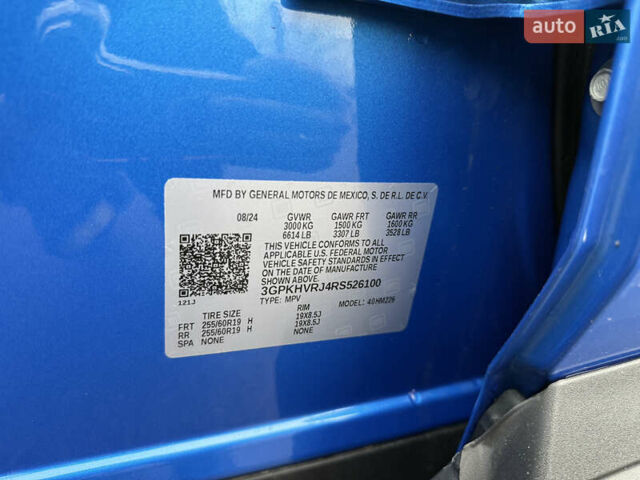 auto RIA
.com
MFD BY GENERAL MOTORS DE MEXICO, S. DE R.L. DE C.V.
08/24 GVWR GAWR FRT GAWR RR
3000 KG 1500 KG 1600 KG
6614 LB 3307 LB 3528 LB
THIS VEHICLE CONFORMS TO ALL
APPLICABLE U.S. FEDERAL MOTOR
VEHICLE SAFETY STANDARDS IN EFFECT
ON THE DATE OF MANUFACTURE
SHOWN ABOVE.
3GPKHVRJ4RS526100
TYPE: MPV MODEL: 40HM226
121J
TIRE SIZE RIM
FRT 255/60R19 H 19X8.5J
RR 255/60R19 H 19X8.5J
SPA NONE NONE